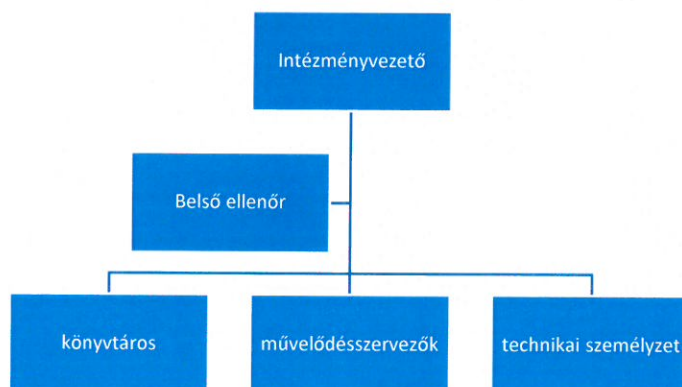 Intézményvezető
Belső ellenőr
könyvtáros
művelődésszervezők
technikai személyzet